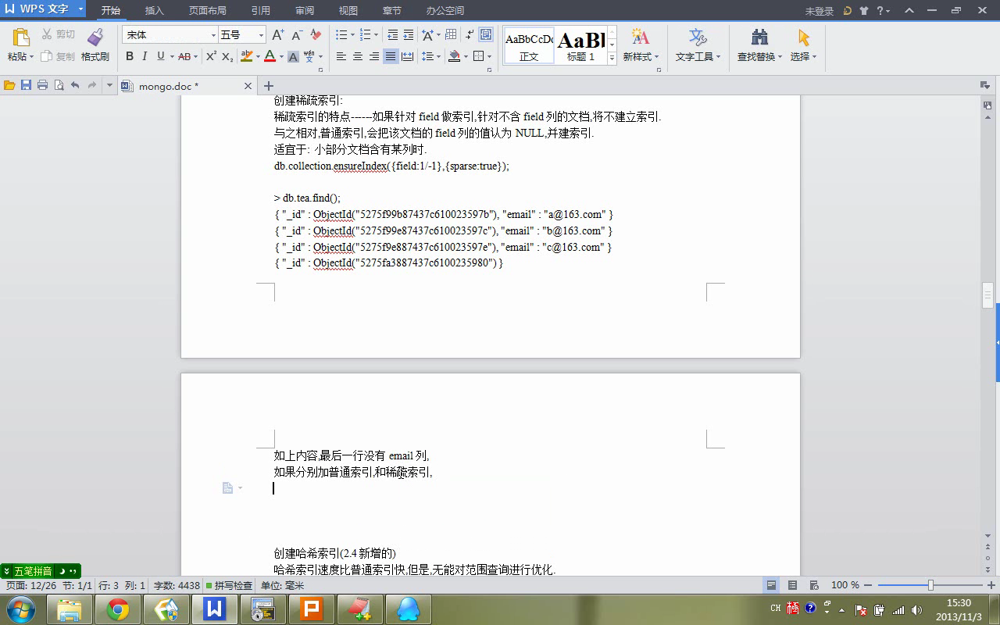 WPS 文字
开始 插入 页面布局 引用 审阅 视图 章节 办公空间
未登录
粘贴 剪切 复制 格式刷
宋体 五号
B I U AB X² X₂ A A wén
AaBbCcDc AaBl
正文 标题 1
新样式 文字工具 查找替换 选择
mongo.doc *
创建稀疏索引:
稀疏索引的特点------如果针对 field 做索引,针对不含 field 列的文档,将不建立索引.
与之相对,普通索引,会把该文档的 field 列的值认为 NULL,并建索引.
适宜于: 小部分文档含有某列时.
db.collection.ensureIndex({field:1/-1},{sparse:true});
> db.tea.find();
{ "_id" : ObjectId("5275f99b87437c610023597b"), "email" : "a@163.com" }
{ "_id" : ObjectId("5275f99e87437c610023597c"), "email" : "b@163.com" }
{ "_id" : ObjectId("5275f9e887437c610023597e"), "email" : "c@163.com" }
{ "_id" : ObjectId("5275fa3887437c6100235980") }
如上内容,最后一行没有 email 列,
如果分别加普通索引,和稀疏索引,
创建哈希索引(2.4 新增的)
哈希索引速度比普通索引快,但是,无能对范围查询进行优化.
五笔拼音
页面: 12/26 节: 1/1 行: 3 列: 1 字数: 4438 拼写检查 单位: 毫米
100 %
CH
15:30
2013/11/3